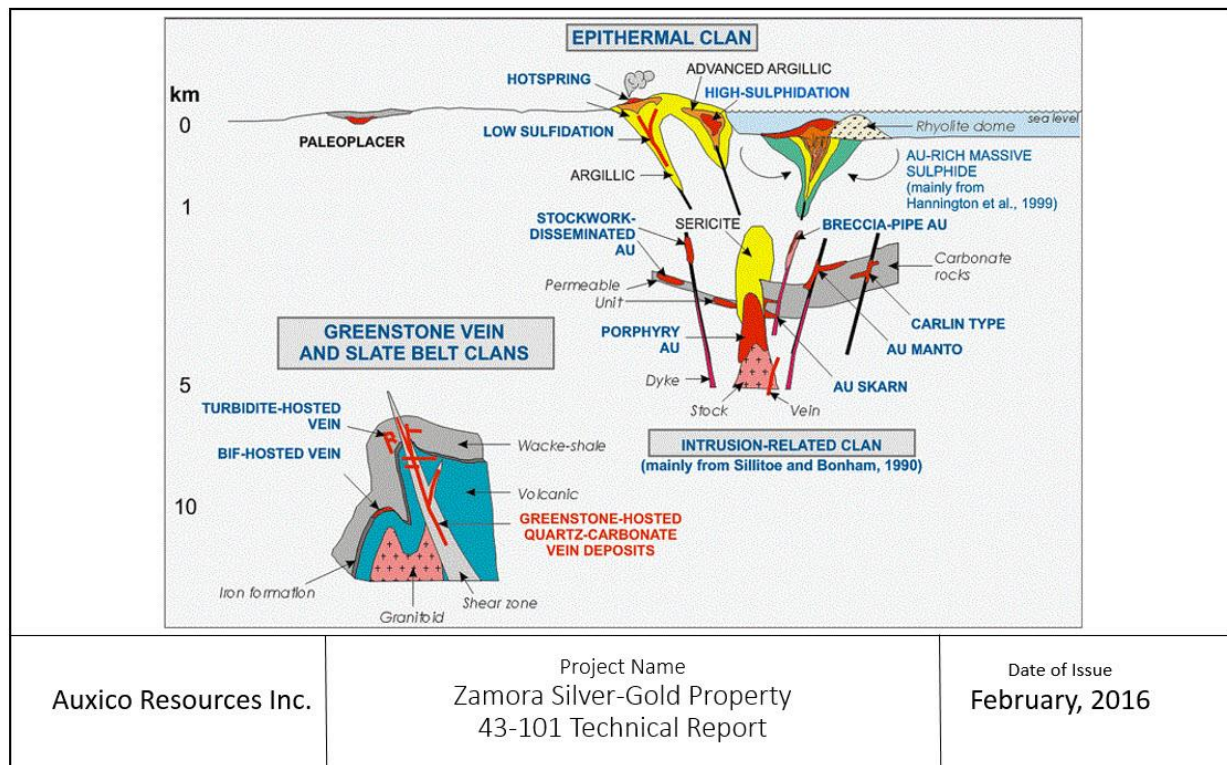 EPITHERMAL CLAN
km
0
1
5
10
HOTSPRING
ADVANCED ARGILLIC
HIGH-SULPHIDATION
sea level
Rhyolite dome
PALEOPLACER
LOW SULFIDATION
ARGILLIC
AU-RICH MASSIVE
SULPHIDE
(mainly from
Hannington et al., 1999)
STOCKWORK-
DISSEMINATED
AU
SERICITE
BRECCIA-PIPE AU
Permeable
Unit
Carbonate
rocks
PORPHYRY
AU
CARLIN TYPE
AU MANTO
AU SKARN
Dyke
Stock
Vein
INTRUSION-RELATED CLAN
(mainly from Sillitoe and Bonham, 1990)
GREENSTONE VEIN
AND SLATE BELT CLANS
TURBIDITE-HOSTED
VEIN
BIF-HOSTED VEIN
Wacke-shale
Volcanic
GREENSTONE-HOSTED
QUARTZ-CARBONATE
VEIN DEPOSITS
Iron formation
Granitoid
Shear zone
Auxico Resources Inc.
Project Name
Zamora Silver-Gold Property
43-101 Technical Report
Date of Issue
February, 2016